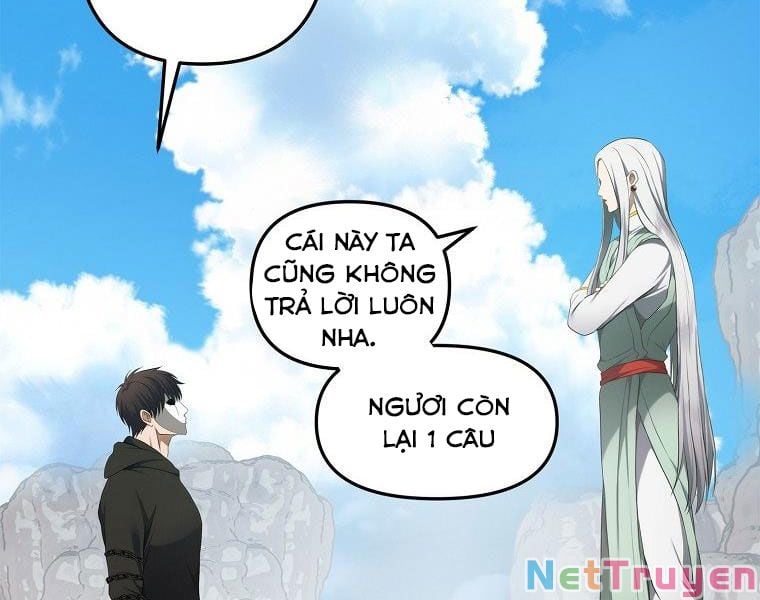 CÁI NÀY TA
CŨNG KHÔNG
TRẢ LỜI LUÔN
NHA.
NGƯƠI CÒN
LẠI 1 CÂU
NetTruyen